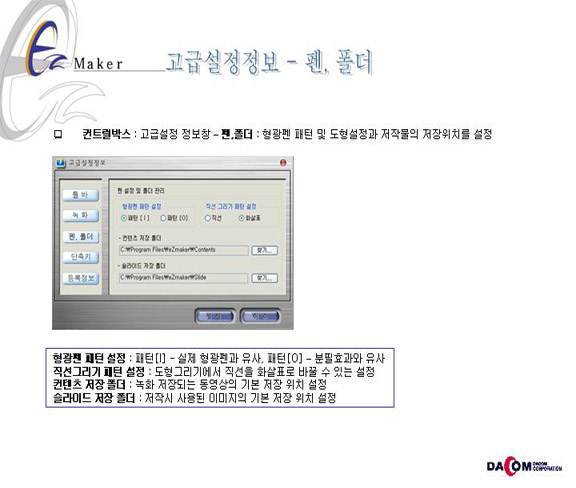 eZ Maker
고급설정정보 - 펜, 폴더
컨트럴박스 : 고급설정 정보창 - 펜,폴더 : 형광펜 패턴 및 도형설정과 저작물의 저장위치를 설정
고급설정정보
펜 설정 및 폴더 관리
툴 바
녹 화
펜, 폴더
단축키
등록정보
형광펜 패턴 설정
패턴 [ I ] 패턴 [O]
직선 그리기 패턴 설정
직선 화살표
- 컨텐츠 저장 폴더
C:₩Program Files₩eZmaker₩Contents 찾기...
- 슬라이드 저장 폴더
C:₩Program Files₩eZmaker₩Slide 찾기...
형광펜 패턴 설정 : 패턴[I] - 실제 형광펜과 유사, 패턴[O] - 분필효과와 유사
직선그리기 패턴 설정 : 도형그리기에서 직선을 화살표로 바꿀 수 있는 설정
컨텐츠 저장 폴더 : 녹화 저장되는 동영상의 기본 저장 위치 설정
슬라이드 저장 폴더 : 저작시 사용된 이미지의 기본 저장 위치 설정
DACOM DACOM CORPORATION